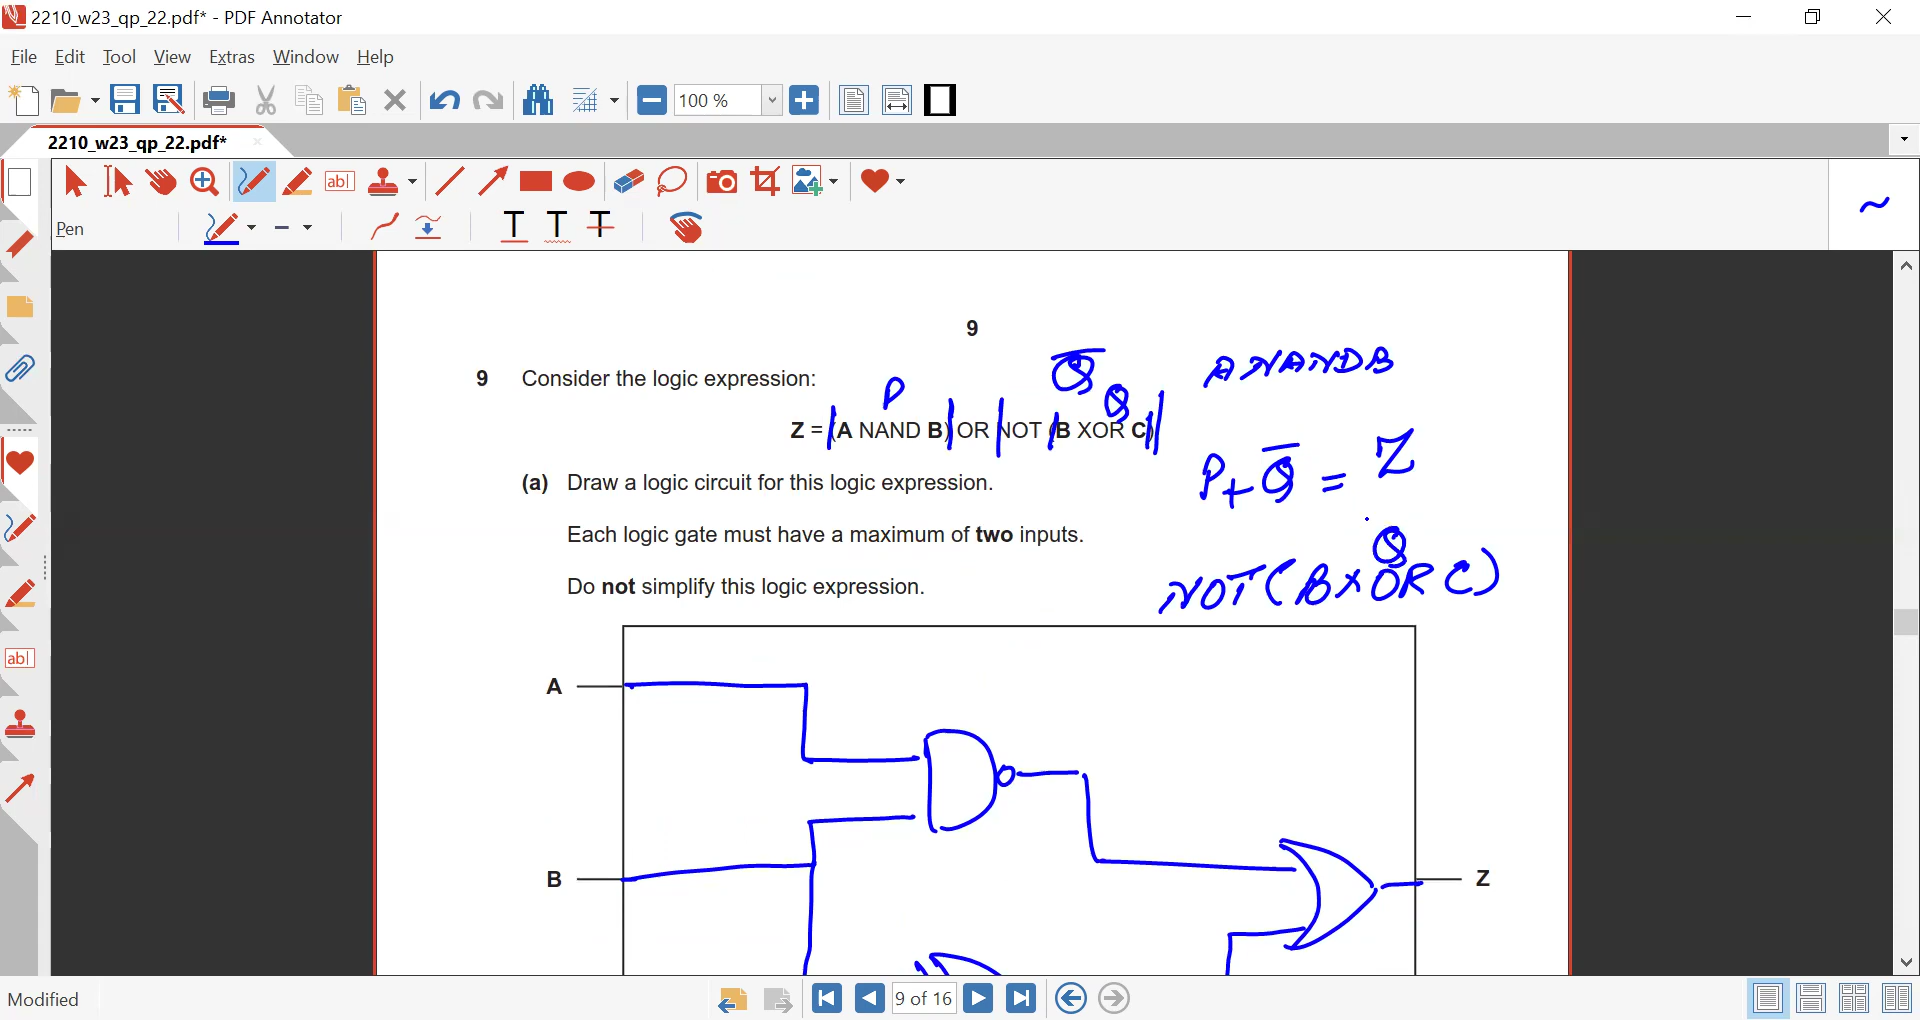 2210_w23_qp_22.pdf* - PDF Annotator
File Edit Tool View Extras Window Help
100 %
2210_w23_qp_22.pdf*
ab|
Pen
T T T
9
9 Consider the logic expression:
P Q̅ Q
A NAND B
Z = (A NAND B) OR NOT (B XOR C)
P + Q̅ = Z
(a) Draw a logic circuit for this logic expression.
Each logic gate must have a maximum of two inputs.
Q
Do not simplify this logic expression.
NOT (B XOR C)
ab|
A
B
Z
Modified
9 of 16